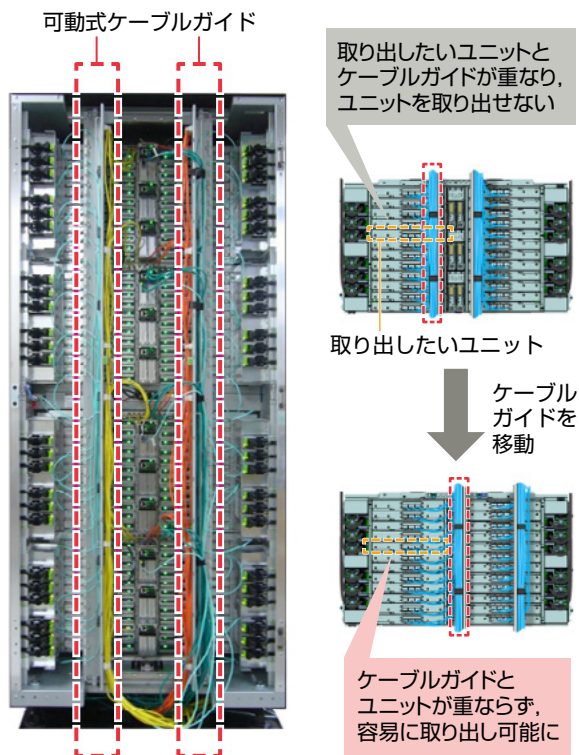 可動式ケーブルガイド
取り出したいユニットと
ケーブルガイドが重なり,
ユニットを取り出せない
取り出したいユニット
ケーブル
ガイドを
移動
ケーブルガイドと
ユニットが重ならず,
容易に取り出し可能に